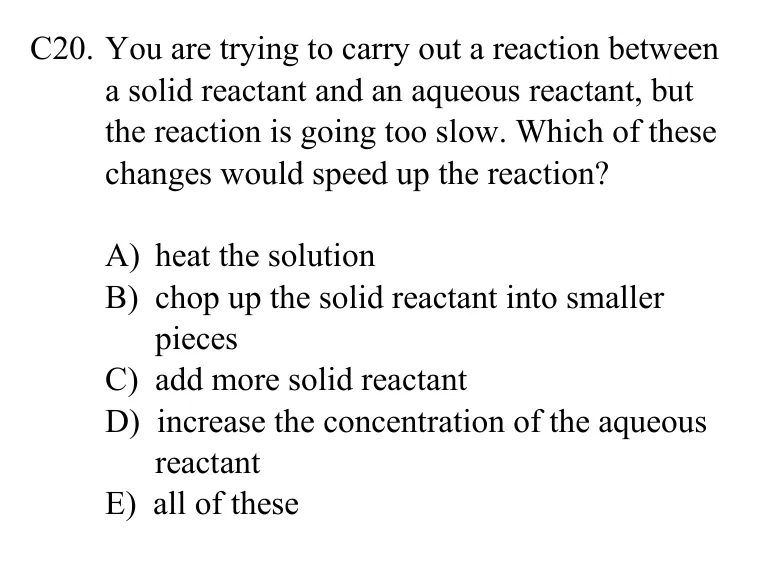 C20. You are trying to carry out a reaction between
a solid reactant and an aqueous reactant, but
the reaction is going too slow. Which of these
changes would speed up the reaction?
A) heat the solution
B) chop up the solid reactant into smaller
pieces
C) add more solid reactant
D) increase the concentration of the aqueous
reactant
E) all of these